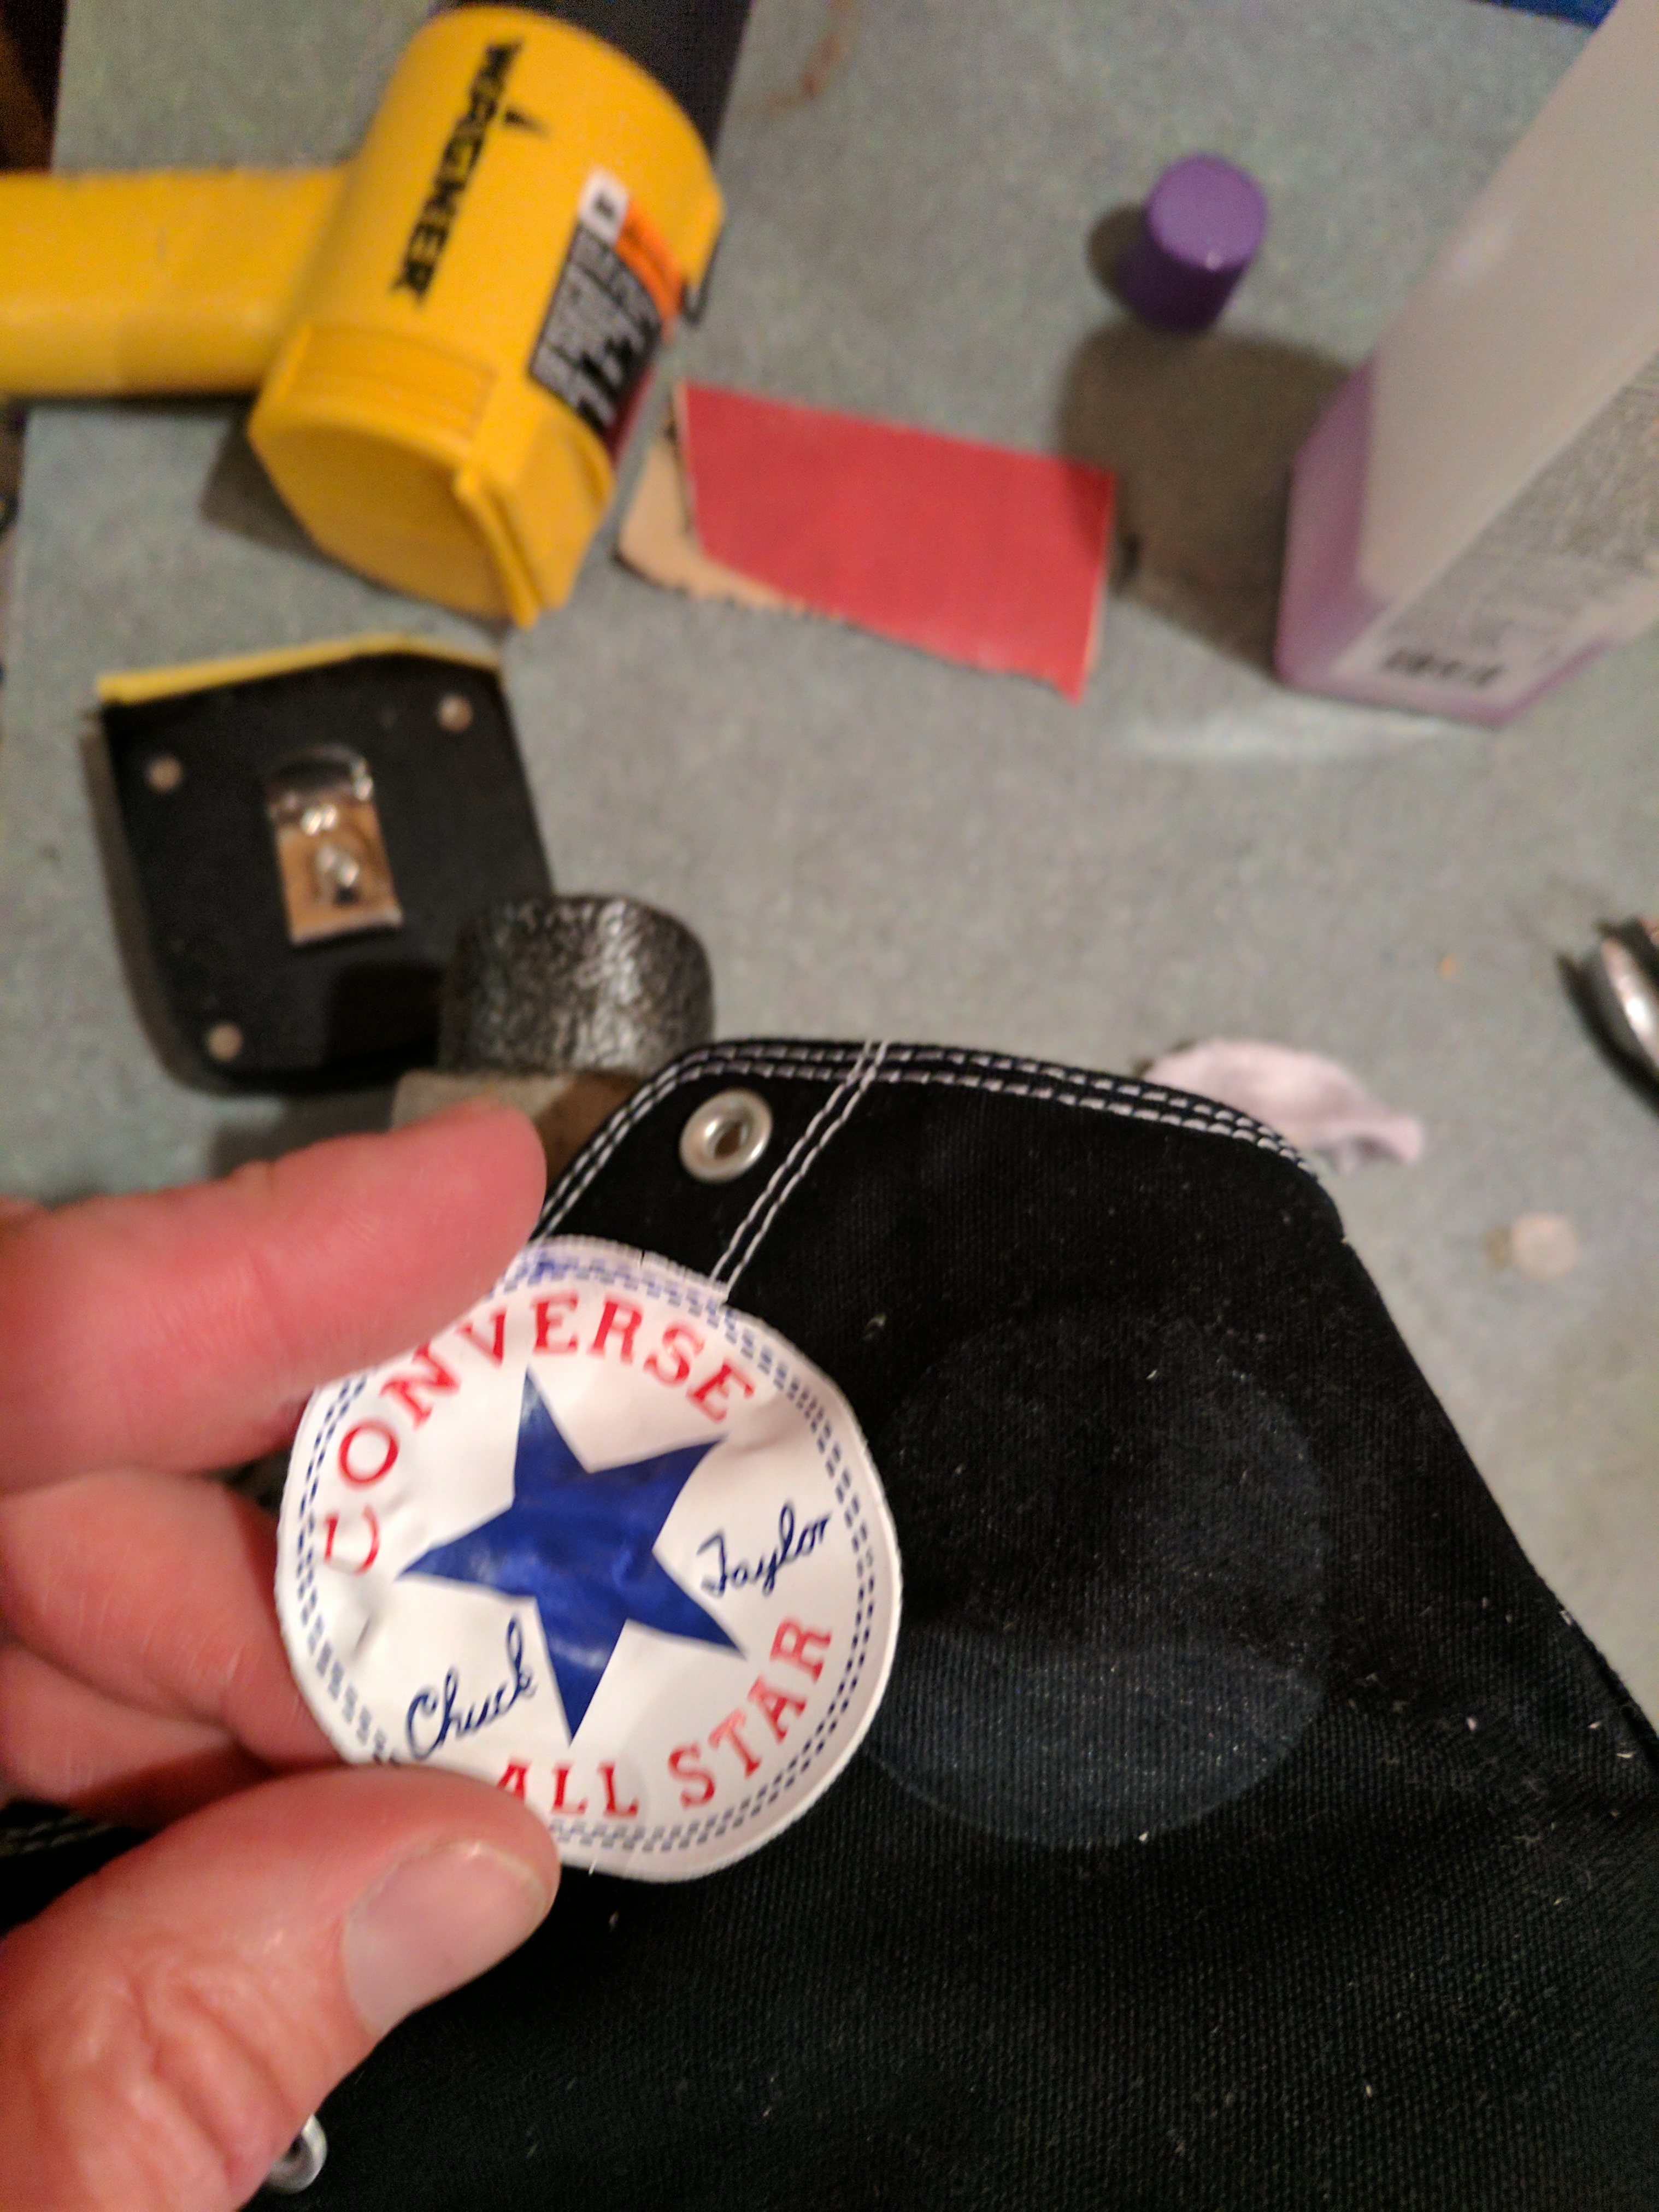 WAGNER
CONVERSE
Chuck Taylor
ALL STAR